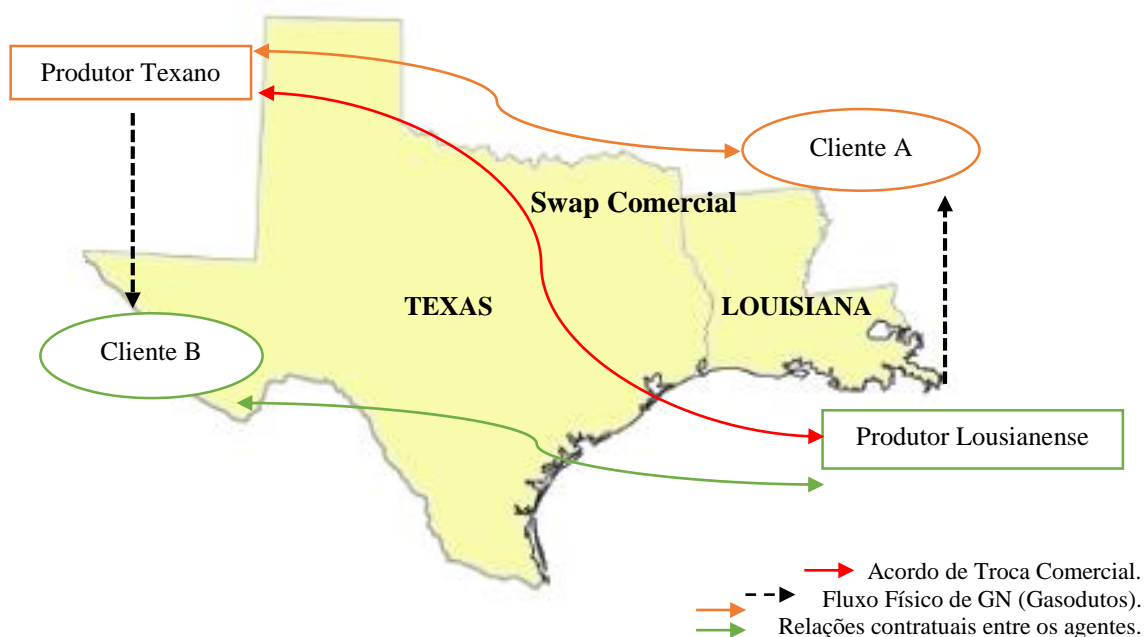 Produtor Texano
Cliente A
Swap Comercial
TEXAS
LOUISIANA
Cliente B
Produtor Lousianense
Acordo de Troca Comercial.
Fluxo Físico de GN (Gasodutos).
Relações contratuais entre os agentes.